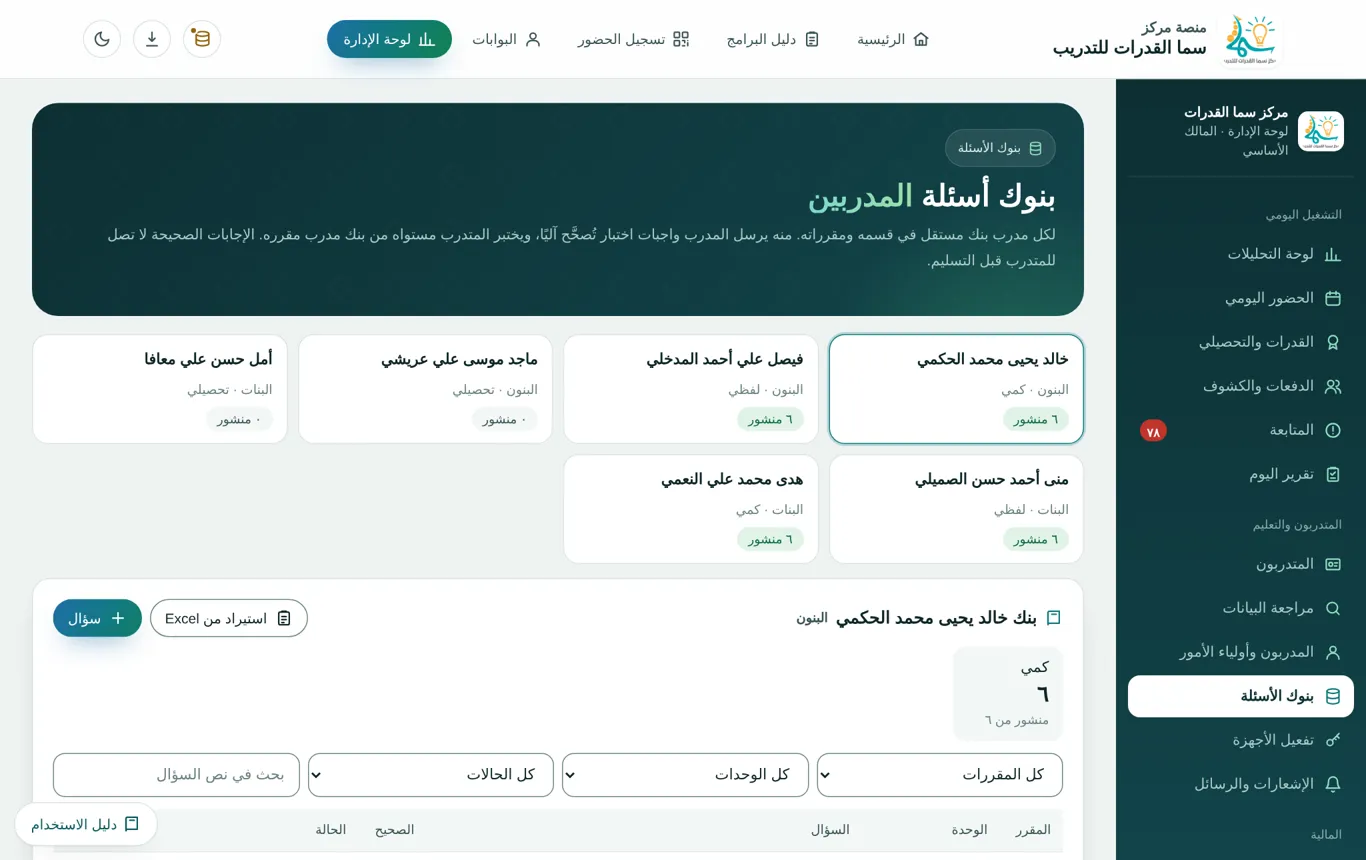 منصة مركز
سما القدرات للتدريب
الرئيسية
دليل البرامج
تسجيل الحضور
البوابات
لوحة الإدارة
مركز سما القدرات
لوحة الإدارة · المالك
الأساسي
التشغيل اليومي
لوحة التحليلات
الحضور اليومي
القدرات والتحصيلي
الدفعات والكشوف
المتابعة
٧٨
تقرير اليوم
المتدربون والتعليم
المتدربون
مراجعة البيانات
المدربون وأولياء الأمور
بنوك الأسئلة
تفعيل الأجهزة
الإشعارات والرسائل
المالية
بنوك الأسئلة
بنوك أسئلة المدربين
لكل مدرب بنك مستقل في قسمه ومقرراته. منه يرسل المدرب واجبات اختبار تُصحَّح آليًا، ويختبر المتدرب مستواه من بنك مدرب مقرره. الإجابات الصحيحة لا تصل
للمتدرب قبل التسليم.
خالد يحيى محمد الحكمي
البنون · كمي
٦ منشور
فيصل علي أحمد المدخلي
البنون · لفظي
٦ منشور
ماجد موسى علي عريشي
البنون · تحصيلي
٠ منشور
أمل حسن علي معافا
البنات · تحصيلي
٠ منشور
منى أحمد حسن الصميلي
البنات · لفظي
٦ منشور
هدى محمد علي النعمي
البنات · كمي
٦ منشور
بنك خالد يحيى محمد الحكمي البنون
استيراد من Excel
سؤال
كمي
٦
منشور من ٦
كل المقررات
كل الوحدات
كل الحالات
بحث في نص السؤال
المقرر
الوحدة
السؤال
الصحيح
الحالة
دليل الاستخدام